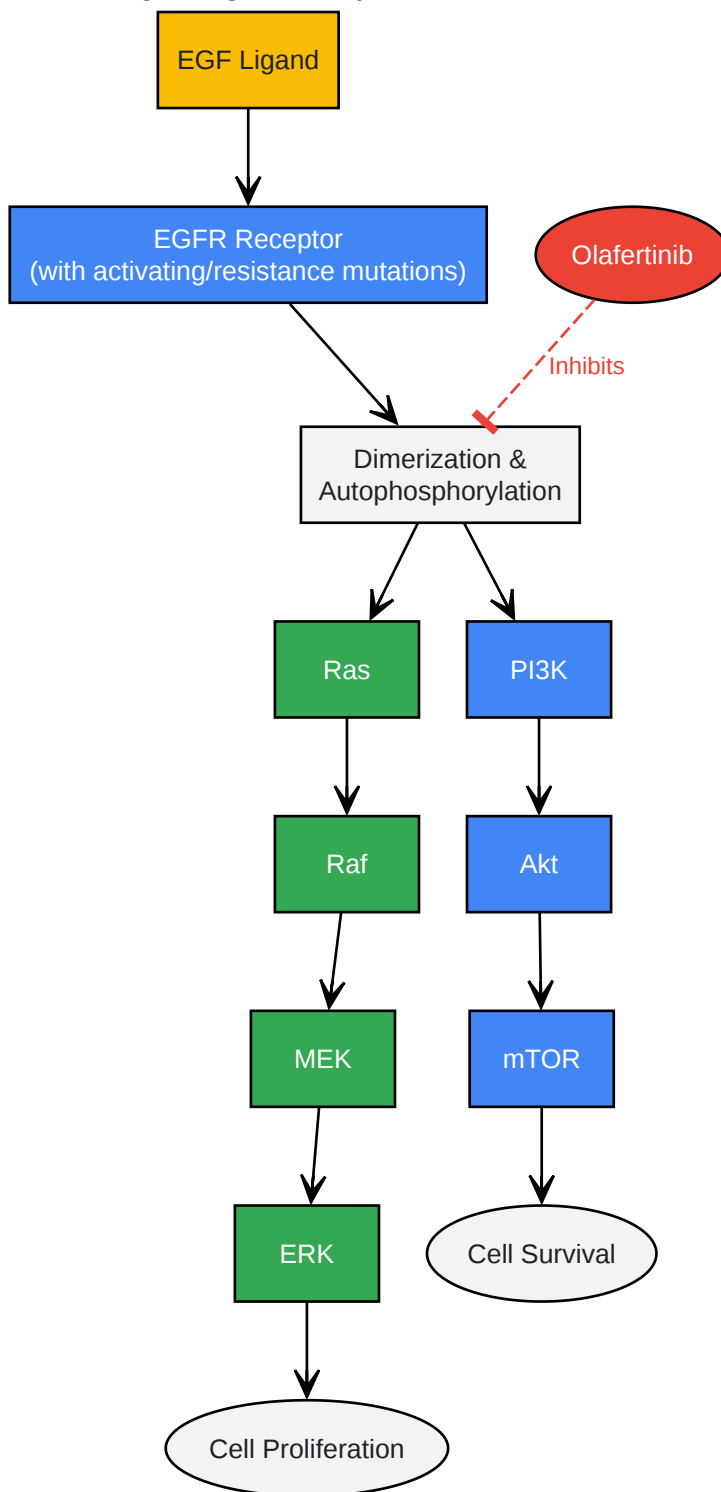 EGF Ligand
EGFR Receptor
(with activating/resistance mutations)
Olafertinib
Inhibits
Dimerization &
Autophosphorylation
Ras
PI3K
Raf
Akt
MEK
mTOR
ERK
Cell Survival
Cell Proliferation